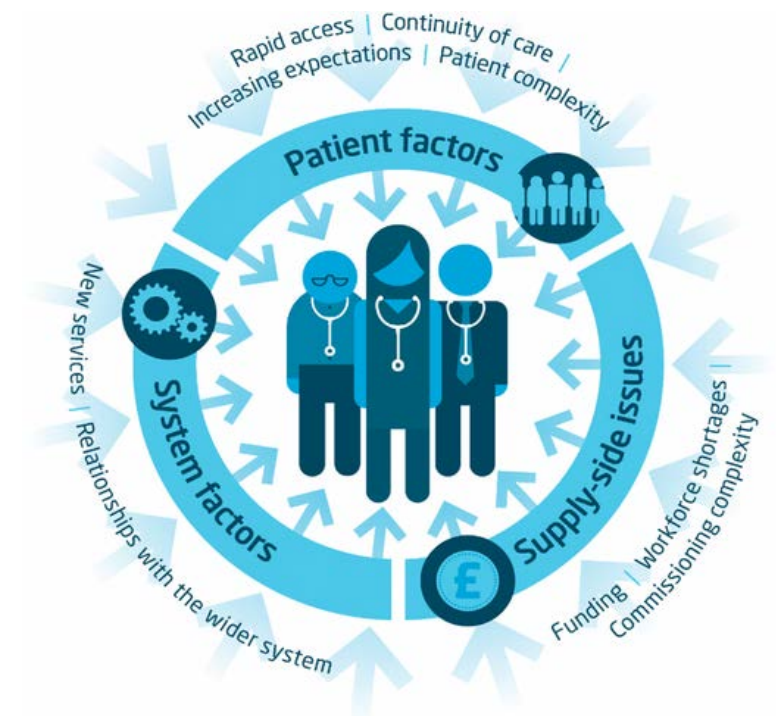 Rapid access | Continuity of care |
Increasing expectations | Patient complexity
Patient factors
New services | Relationships with the wider system
System factors
Supply-side issues
£
Funding | Workforce shortages |
Commissioning complexity